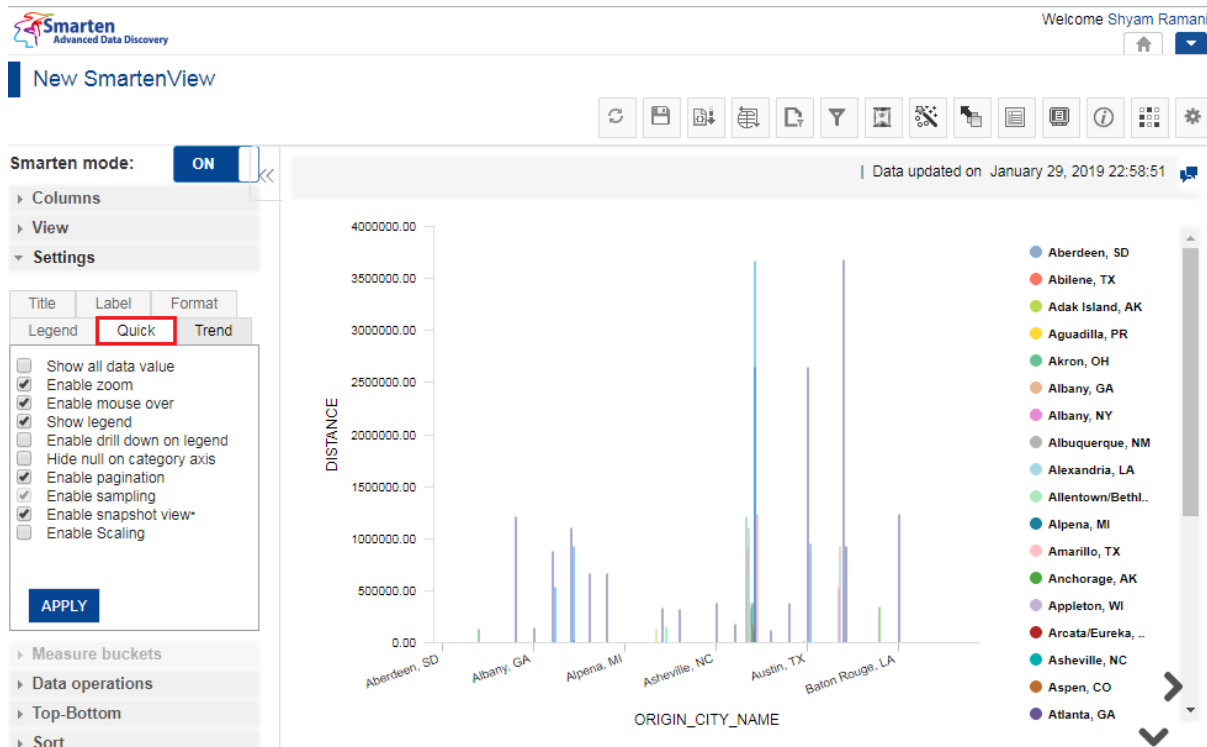 Smarten
Advanced Data Discovery
Welcome Shyam Ramani
New SmartenView
Smarten mode:
ON
| Data updated on January 29, 2019 22:58:51
Columns
View
Settings
Title Label Format
Legend Quick Trend
Show all data value
Enable zoom
Enable mouse over
Show legend
Enable drill down on legend
Hide null on category axis
Enable pagination
Enable sampling
Enable snapshot view*
Enable Scaling
APPLY
Measure buckets
Data operations
Top-Bottom
Sort
4000000.00
3500000.00
3000000.00
2500000.00
2000000.00
1500000.00
1000000.00
500000.00
0.00
DISTANCE
Aberdeen, SD
Albany, GA
Alpena, MI
Asheville, NC
Austin, TX
Baton Rouge, LA
ORIGIN_CITY_NAME
Aberdeen, SD
Abilene, TX
Adak Island, AK
Aguadilla, PR
Akron, OH
Albany, GA
Albany, NY
Albuquerque, NM
Alexandria, LA
Allentown/Bethl..
Alpena, MI
Amarillo, TX
Anchorage, AK
Appleton, WI
Arcata/Eureka, ..
Asheville, NC
Aspen, CO
Atlanta, GA